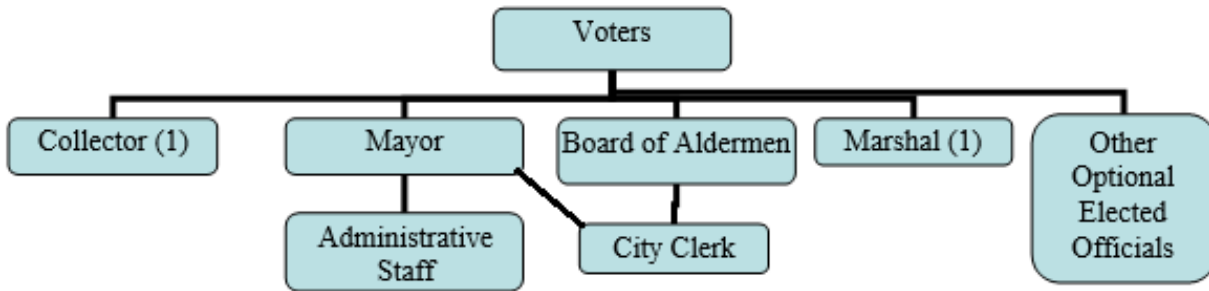 Voters
Collector (1)
Mayor
Board of Aldermen
Marshal (1)
Other
Optional
Elected
Officials
Administrative
Staff
City Clerk